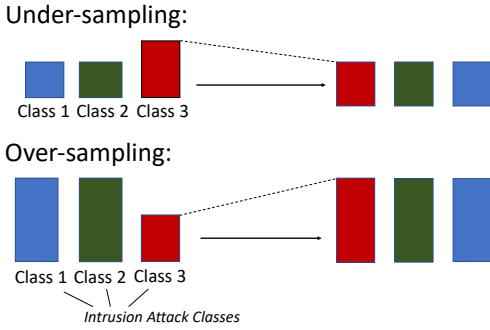 Under-sampling:
Class 1 Class 2 Class 3
Over-sampling:
Class 1 Class 2 Class 3
Intrusion Attack Classes